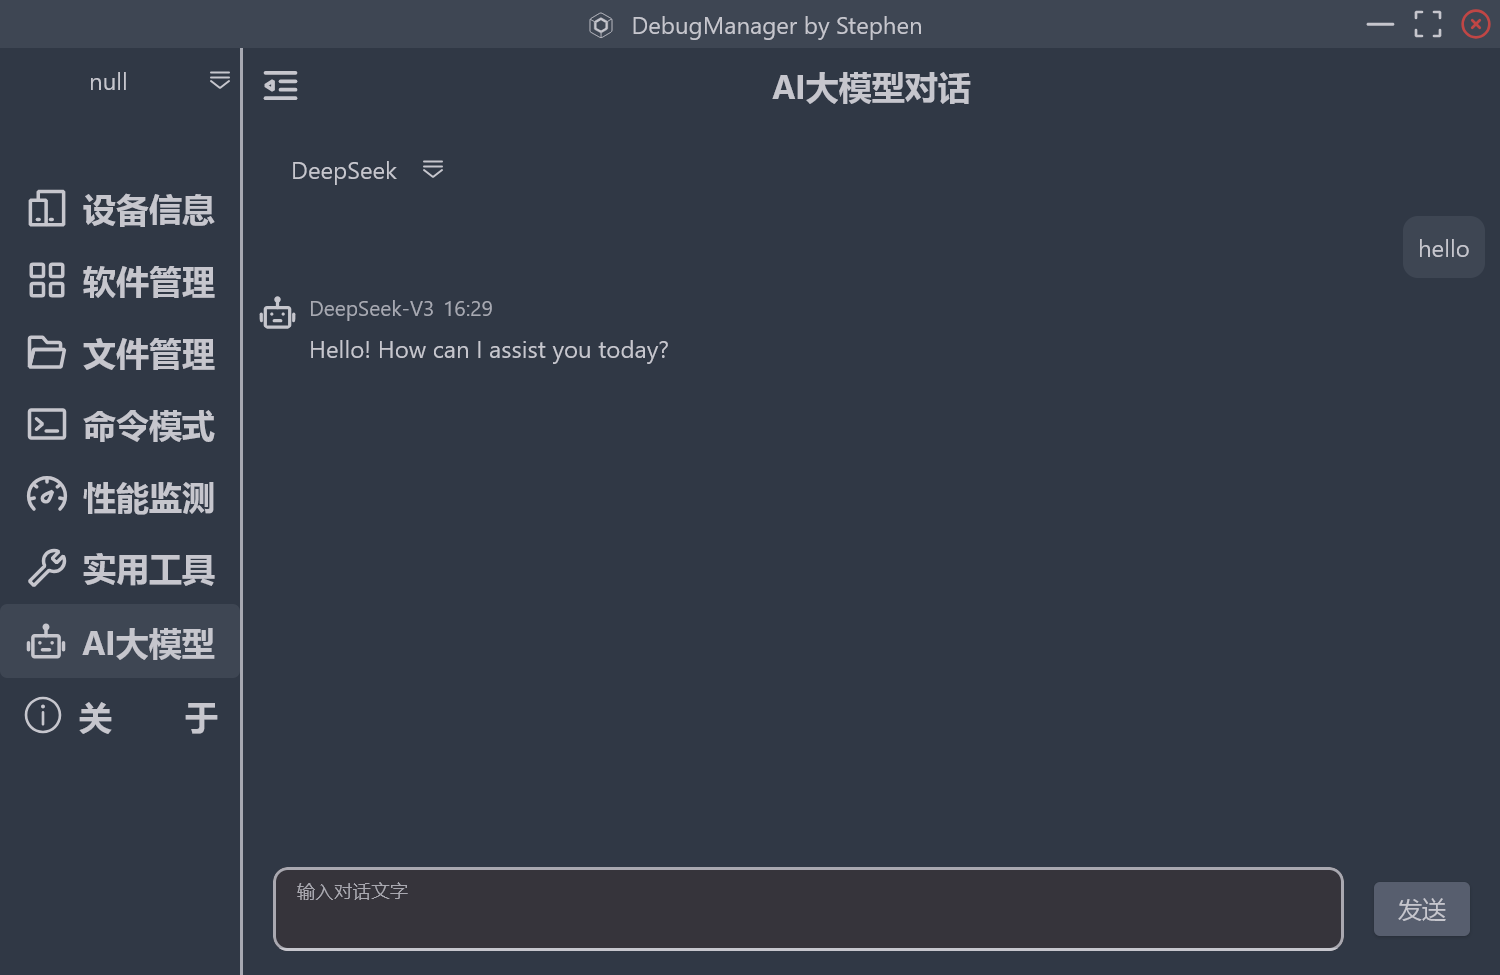 DebugManager by Stephen
null
设备信息
软件管理
文件管理
命令模式
性能监测
实用工具
AI大模型
关 于
AI大模型对话
DeepSeek
hello
DeepSeek-V3 16:29
Hello! How can I assist you today?
输入对话文字
发送